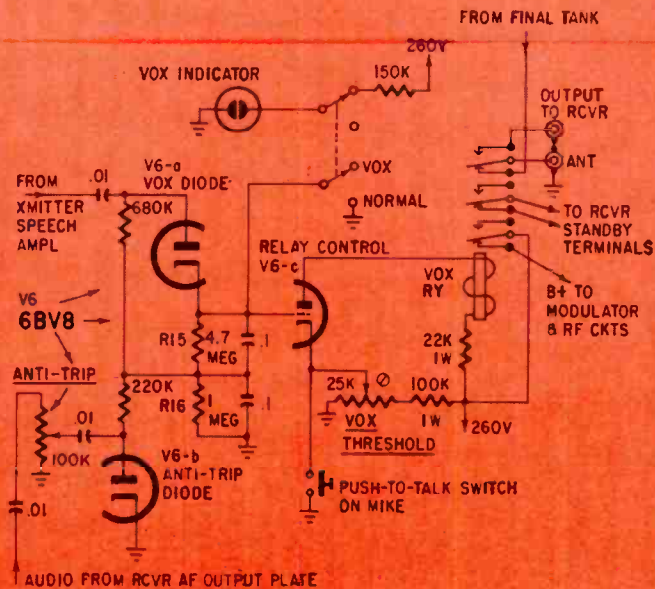 FROM FINAL TANK
260V
VOX INDICATOR
150K
OUTPUT
TO RCVR
ANT
.01
V6-a
VOX DIODE
VOX
FROM
XMITTER
SPEECH
AMPL
680K
NORMAL
TO RCVR
STANDBY
TERMINALS
RELAY CONTROL
V6-c
VOX
RY
B+ TO
MODULATOR
& RF CKTS
V6
6BV8
R15
4.7
MEG
.1
22K
1W
ANTI-TRIP
220K
R16
1
MEG
.1
25K
100K
1W
VOX
THRESHOLD
260V
.01
100K
V6-b
ANTI-TRIP
DIODE
PUSH-TO-TALK SWITCH
ON MIKE
.01
AUDIO FROM RCVR AF OUTPUT PLATE